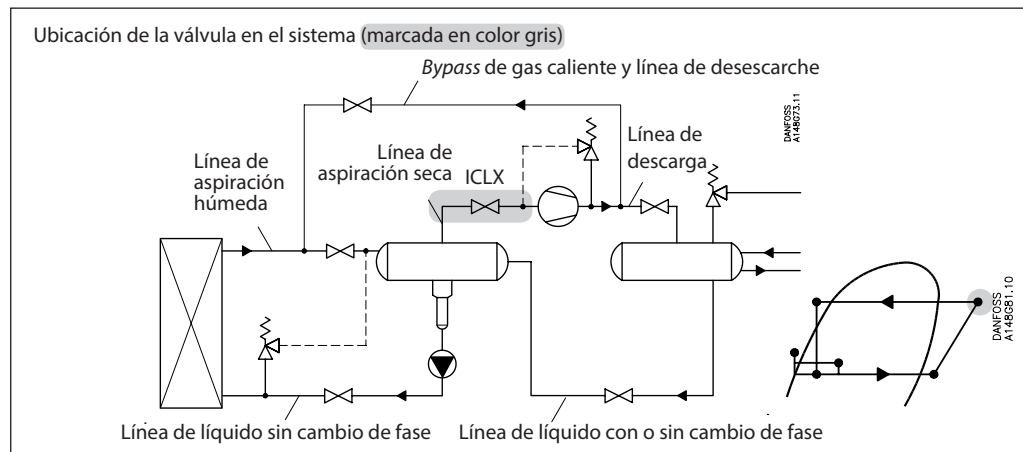 Ubicación de la válvula en el sistema (marcada en color gris)
Bypass de gas caliente y línea de desescarche
DANFOSS
A148G73.11
Línea de
aspiración
húmeda
Línea de
aspiración seca
ICLX
Línea de
descarga
DANFOSS
A148G81.10
Línea de líquido sin cambio de fase
Línea de líquido con o sin cambio de fase